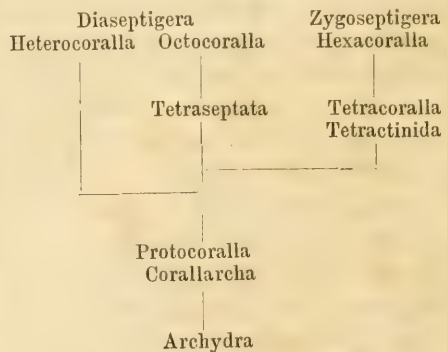 Diaseptigera Zygoseptigera
Heterocoralla Octocoralla Hexacoralla
Tetraseptata Tetracoralla
Tetractinida
Protocoralla
Corallarcha
Archydra